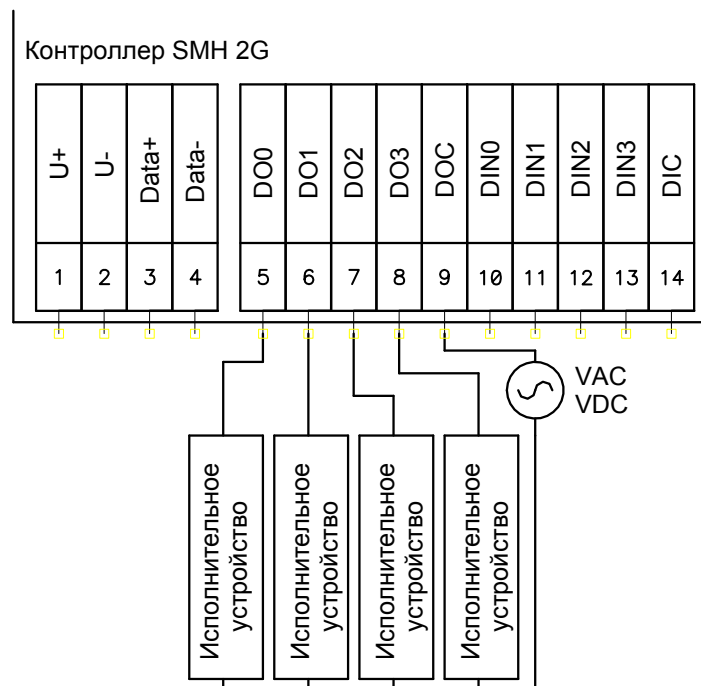 Контроллер SMH 2G
U+
U-
Data+
Data-
DO0
DO1
DO2
DO3
DOC
DIN0
DIN1
DIN2
DIN3
DIC
1
2
3
4
5
6
7
8
9
10
11
12
13
14
VAC
VDC
Исполнительное
устройство
Исполнительное
устройство
Исполнительное
устройство
Исполнительное
устройство